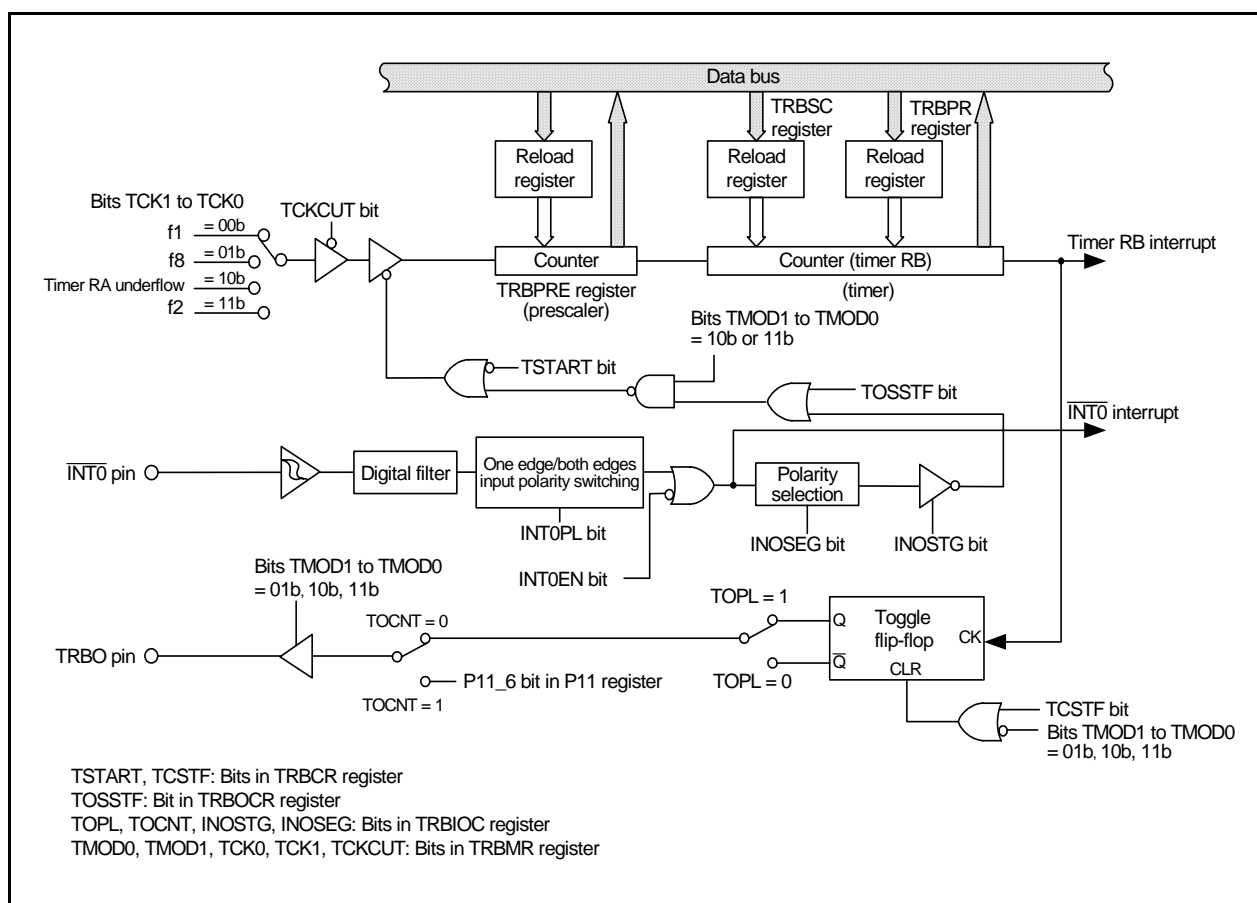 Data bus
TRBSC
register
TRBPR
register
Reload
register
Reload
register
Reload
register
Bits TCK1 to TCK0
TCKCUT bit
f1
= 00b
f8
= 01b
Timer RA underflow
= 10b
f2
= 11b
Counter
Counter (timer RB)
Timer RB interrupt
TRBPRE register
(prescaler)
(timer)
Bits TMOD1 to TMOD0
= 10b or 11b
TSTART bit
TOSSTF bit
INT0 interrupt
INT0 pin
Digital filter
One edge/both edges
input polarity switching
Polarity
selection
INT0PL bit
INOSEG bit
INOSTG bit
INT0EN bit
Bits TMOD1 to TMOD0
= 01b, 10b, 11b
TOCNT = 0
TOPL = 1
Q
Toggle
flip-flop
CK
TRBO pin
Q
CLR
P11_6 bit in P11 register
TOPL = 0
TOCNT = 1
TCSTF bit
Bits TMOD1 to TMOD0
= 01b, 10b, 11b
TSTART, TCSTF: Bits in TRBCR register
TOSSTF: Bit in TRBOCR register
TOPL, TOCNT, INOSTG, INOSEG: Bits in TRBIOC register
TMOD0, TMOD1, TCK0, TCK1, TCKCUT: Bits in TRBMR register